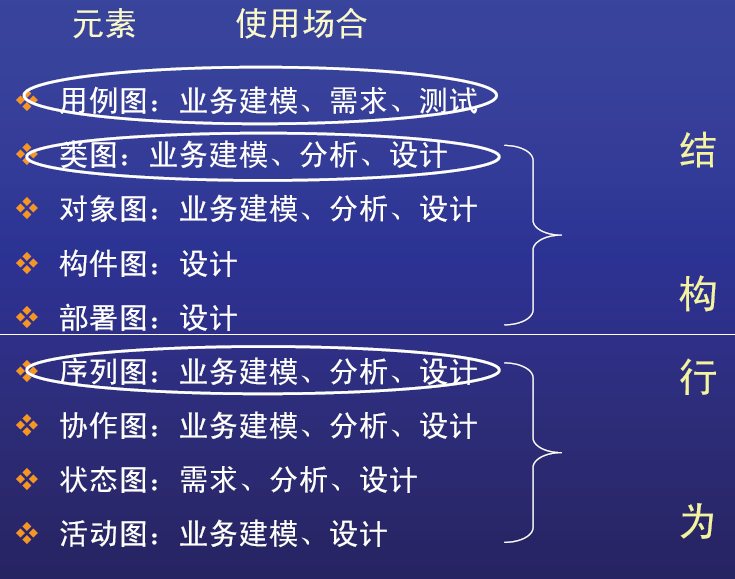 元素 使用场合
用例图：业务建模、需求、测试
类图：业务建模、分析、设计
对象图：业务建模、分析、设计
构件图：设计
部署图：设计
结构
序列图：业务建模、分析、设计
协作图：业务建模、分析、设计
状态图：需求、分析、设计
活动图：业务建模、设计
行为